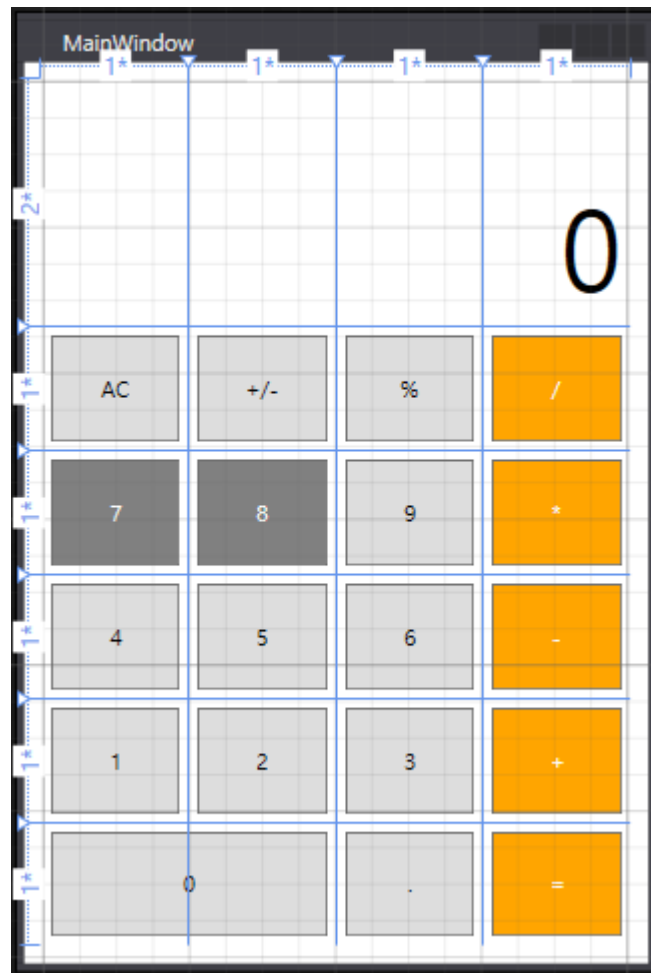 MainWindow
1* 1* 1* 1*
2*
0
1* AC +/- % /
1* 7 8 9 *
1* 4 5 6 -
1* 1 2 3 +
1* 0 . =